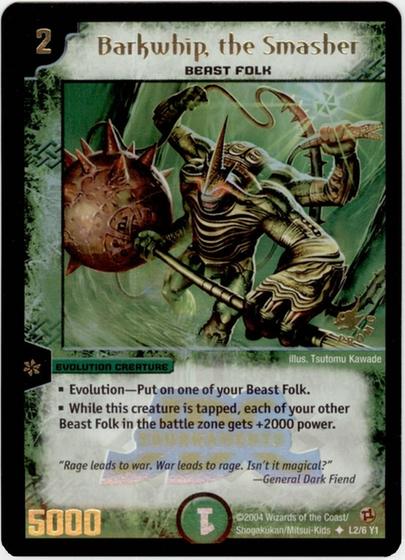 2
Barkwhip, the Smasher
BEAST FOLK
PROMO
illus. Tsutomu Kawade
EVOLUTION CREATURE
▪ Evolution—Put on one of your Beast Folk.
▪ While this creature is tapped, each of your other
Beast Folk in the battle zone gets +2000 power.
TOURNAMENTS
"Rage leads to war. War leads to rage. Isn't it magical?"
—General Dark Fiend
5000
1
©2004 Wizards of the Coast/
Shogakukan/Mitsui-Kids ♦ L2/6 Y1